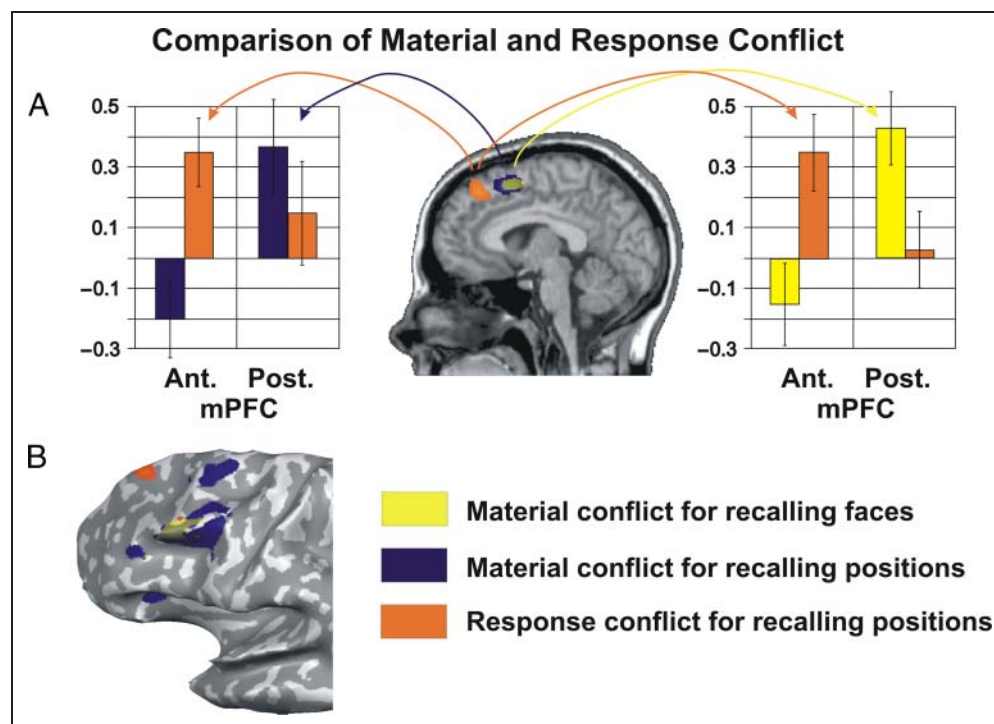 Comparison of Material and Response Conflict
A
0.5
0.3
0.1
–0.1
–0.3
Ant. Post.
mPFC
0.5
0.3
0.1
–0.1
–0.3
Ant. Post.
mPFC
B
Material conflict for recalling faces
Material conflict for recalling positions
Response conflict for recalling positions